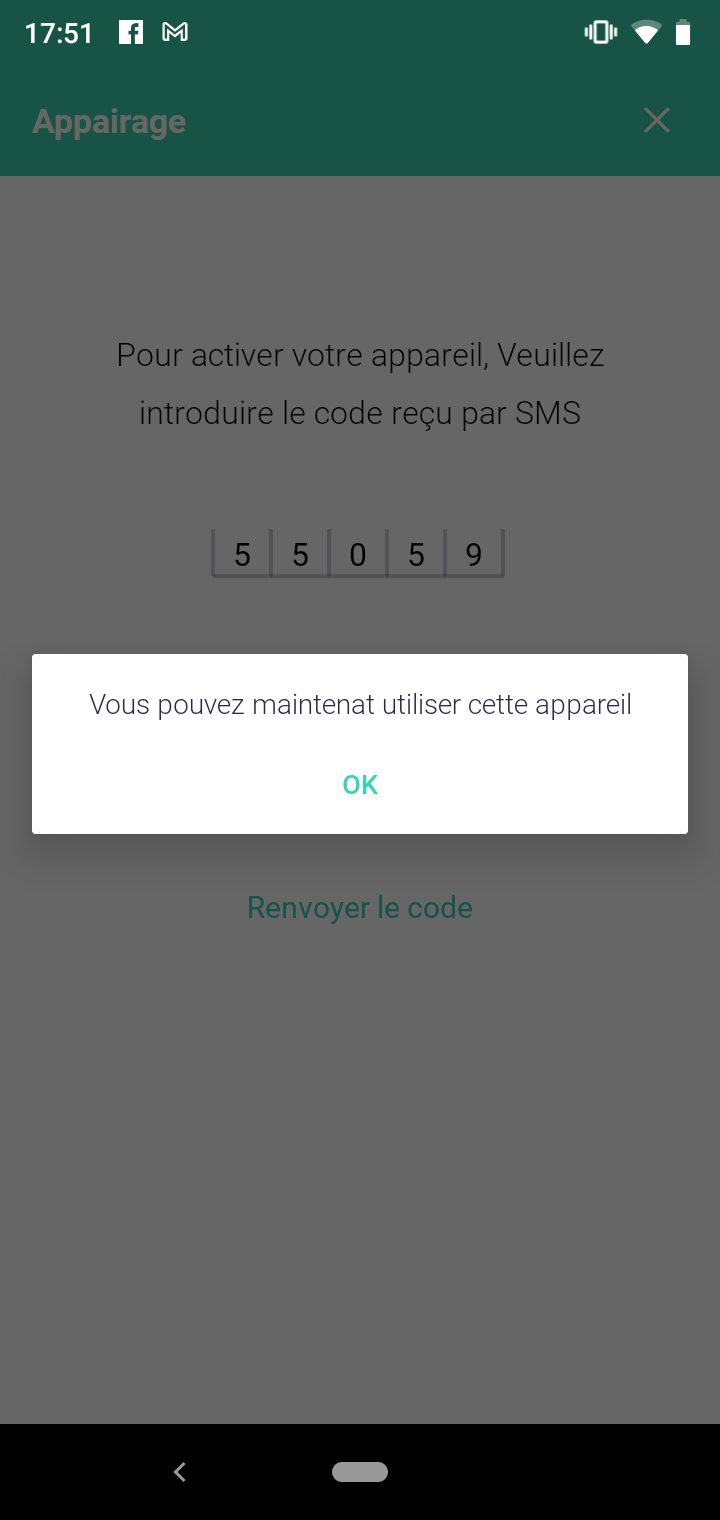 17:51
Appairage
Pour activer votre appareil, Veuillez
introduire le code reçu par SMS
5 5 0 5 9
Vous pouvez maintenat utiliser cette appareil
OK
Renvoyer le code